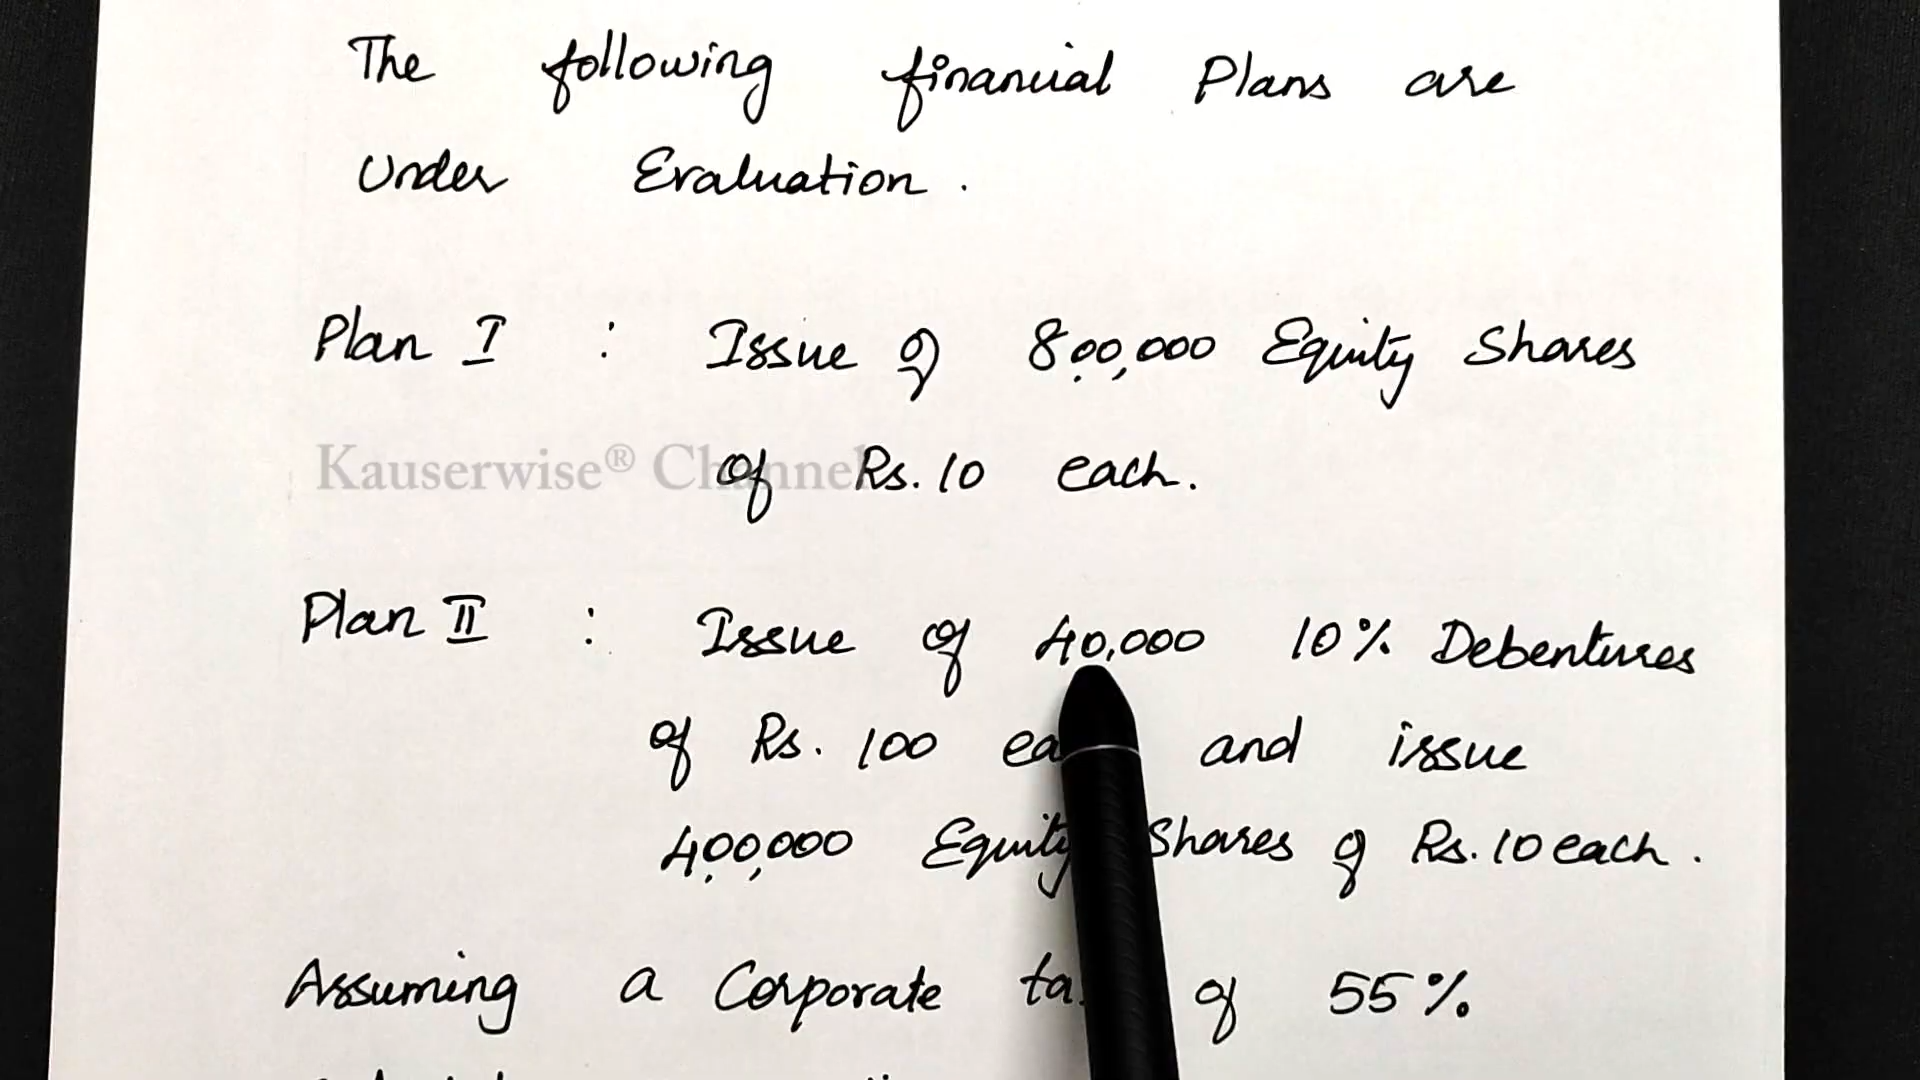 The following financial Plans are
Under Evaluation.
Plan I : Issue of 8,00,000 Equity Shares
Kauserwise® Channel
of Rs. 10 each.
Plan II : Issue of 40,000 10% Debentures
of Rs. 100 and issue
4,00,000 Equity Shares of Rs. 10 each.
Assuming a Corporate of 55%